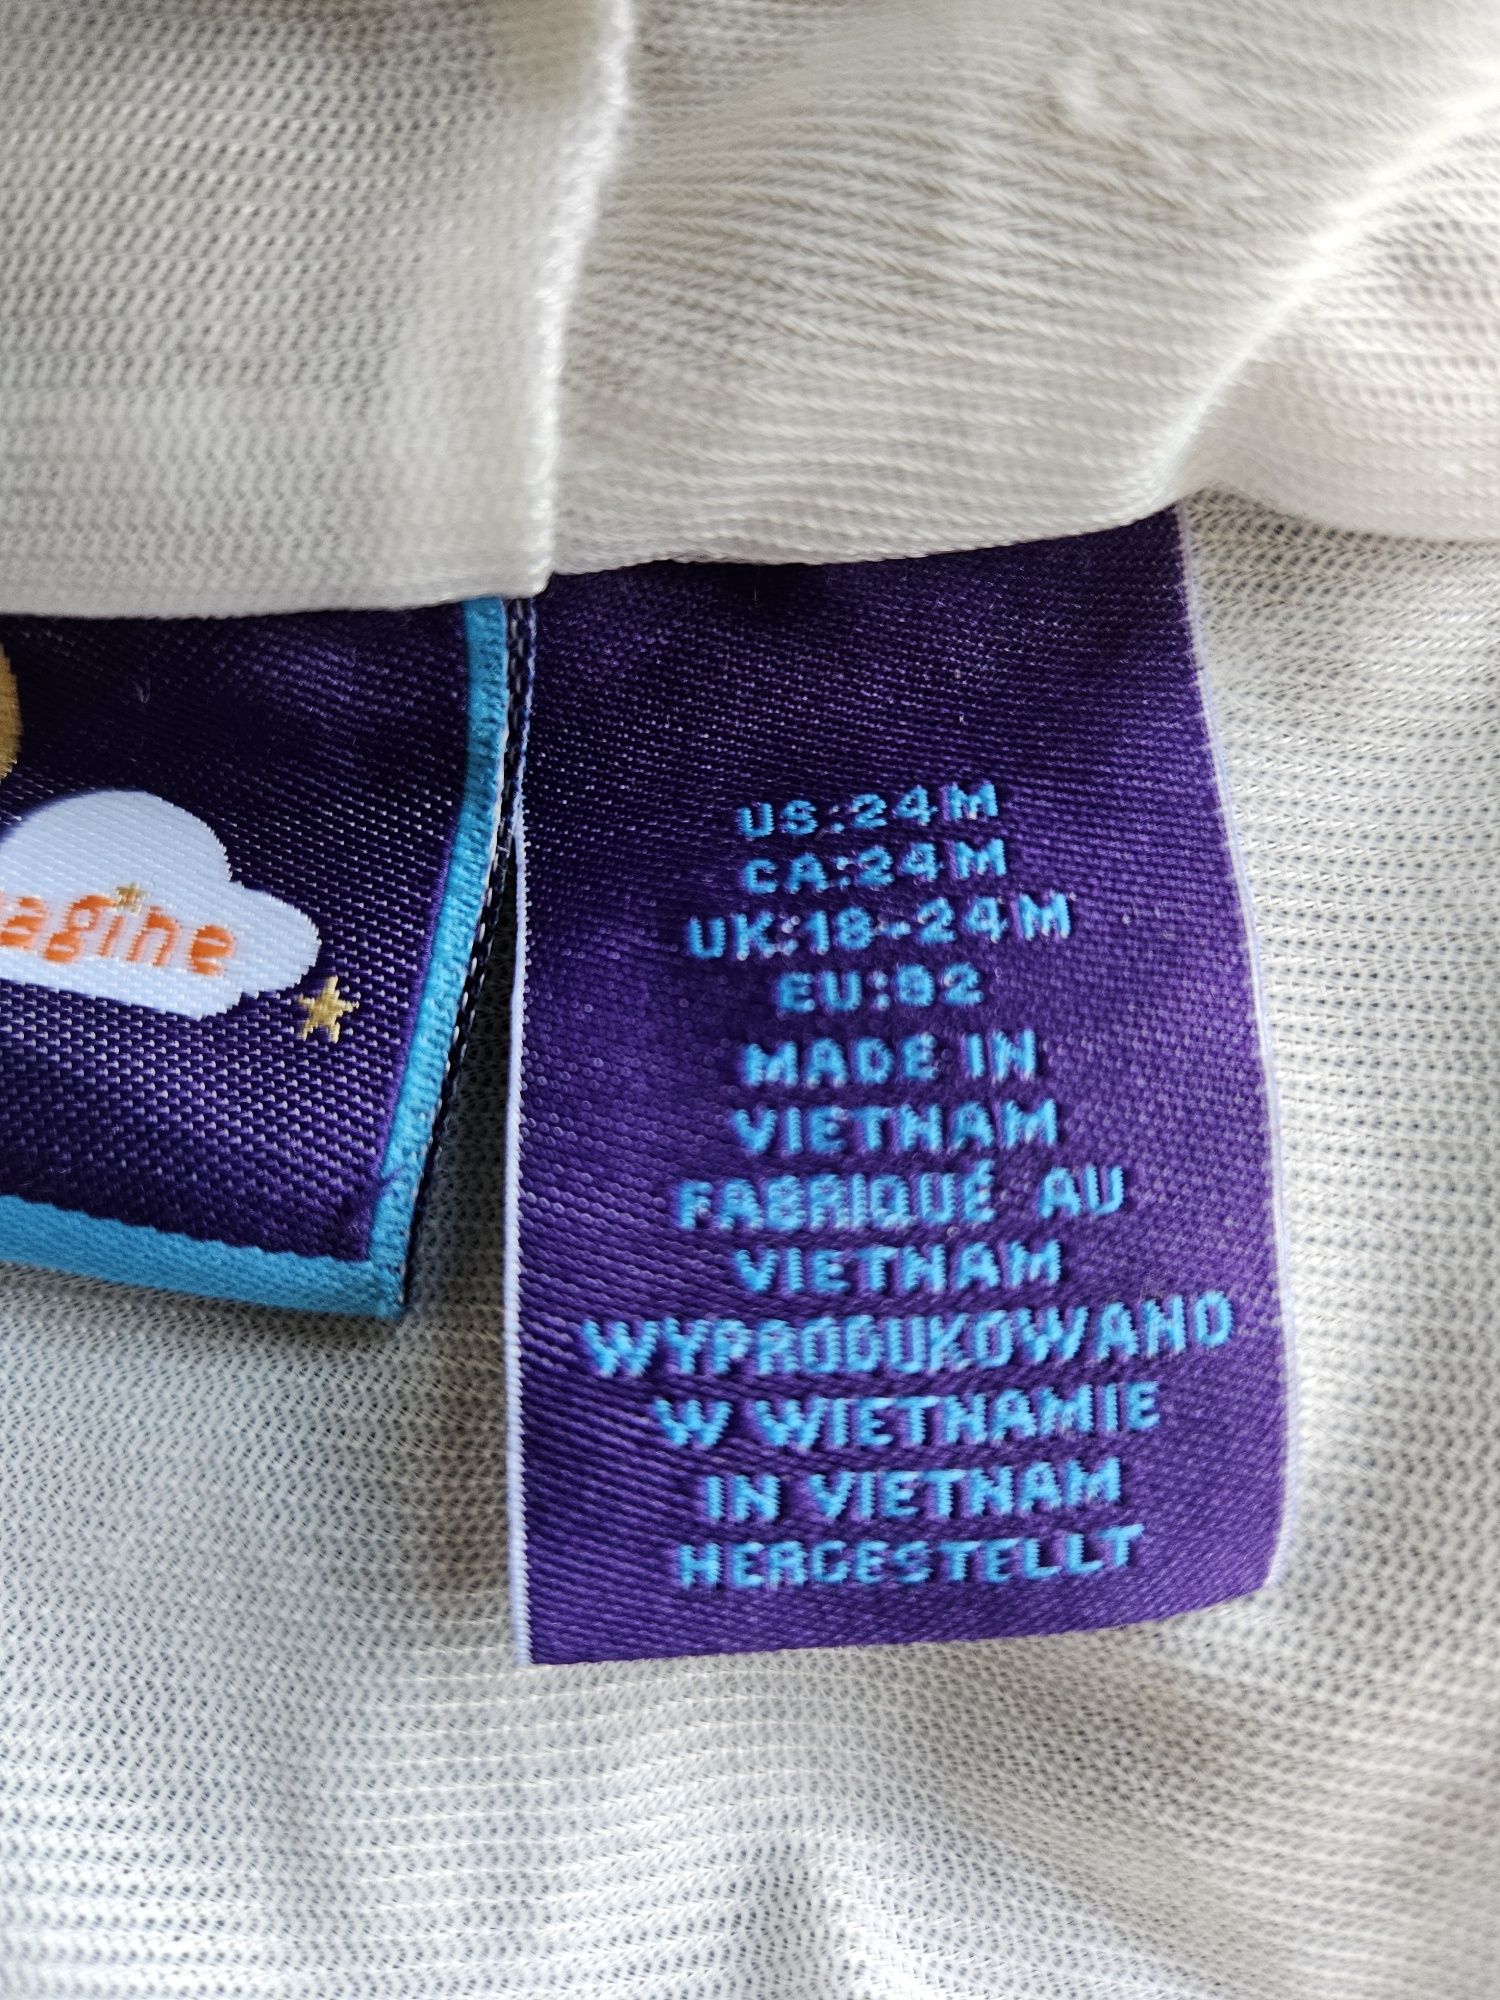 agine
US:24M
CA:24M
UK:18-24M
EU:92
MADE IN
VIETNAM
FABRIQUÉ AU
VIETNAM
WYPRODUKOWANO
W WIETNAMIE
IN VIETNAM
HERGESTELLT